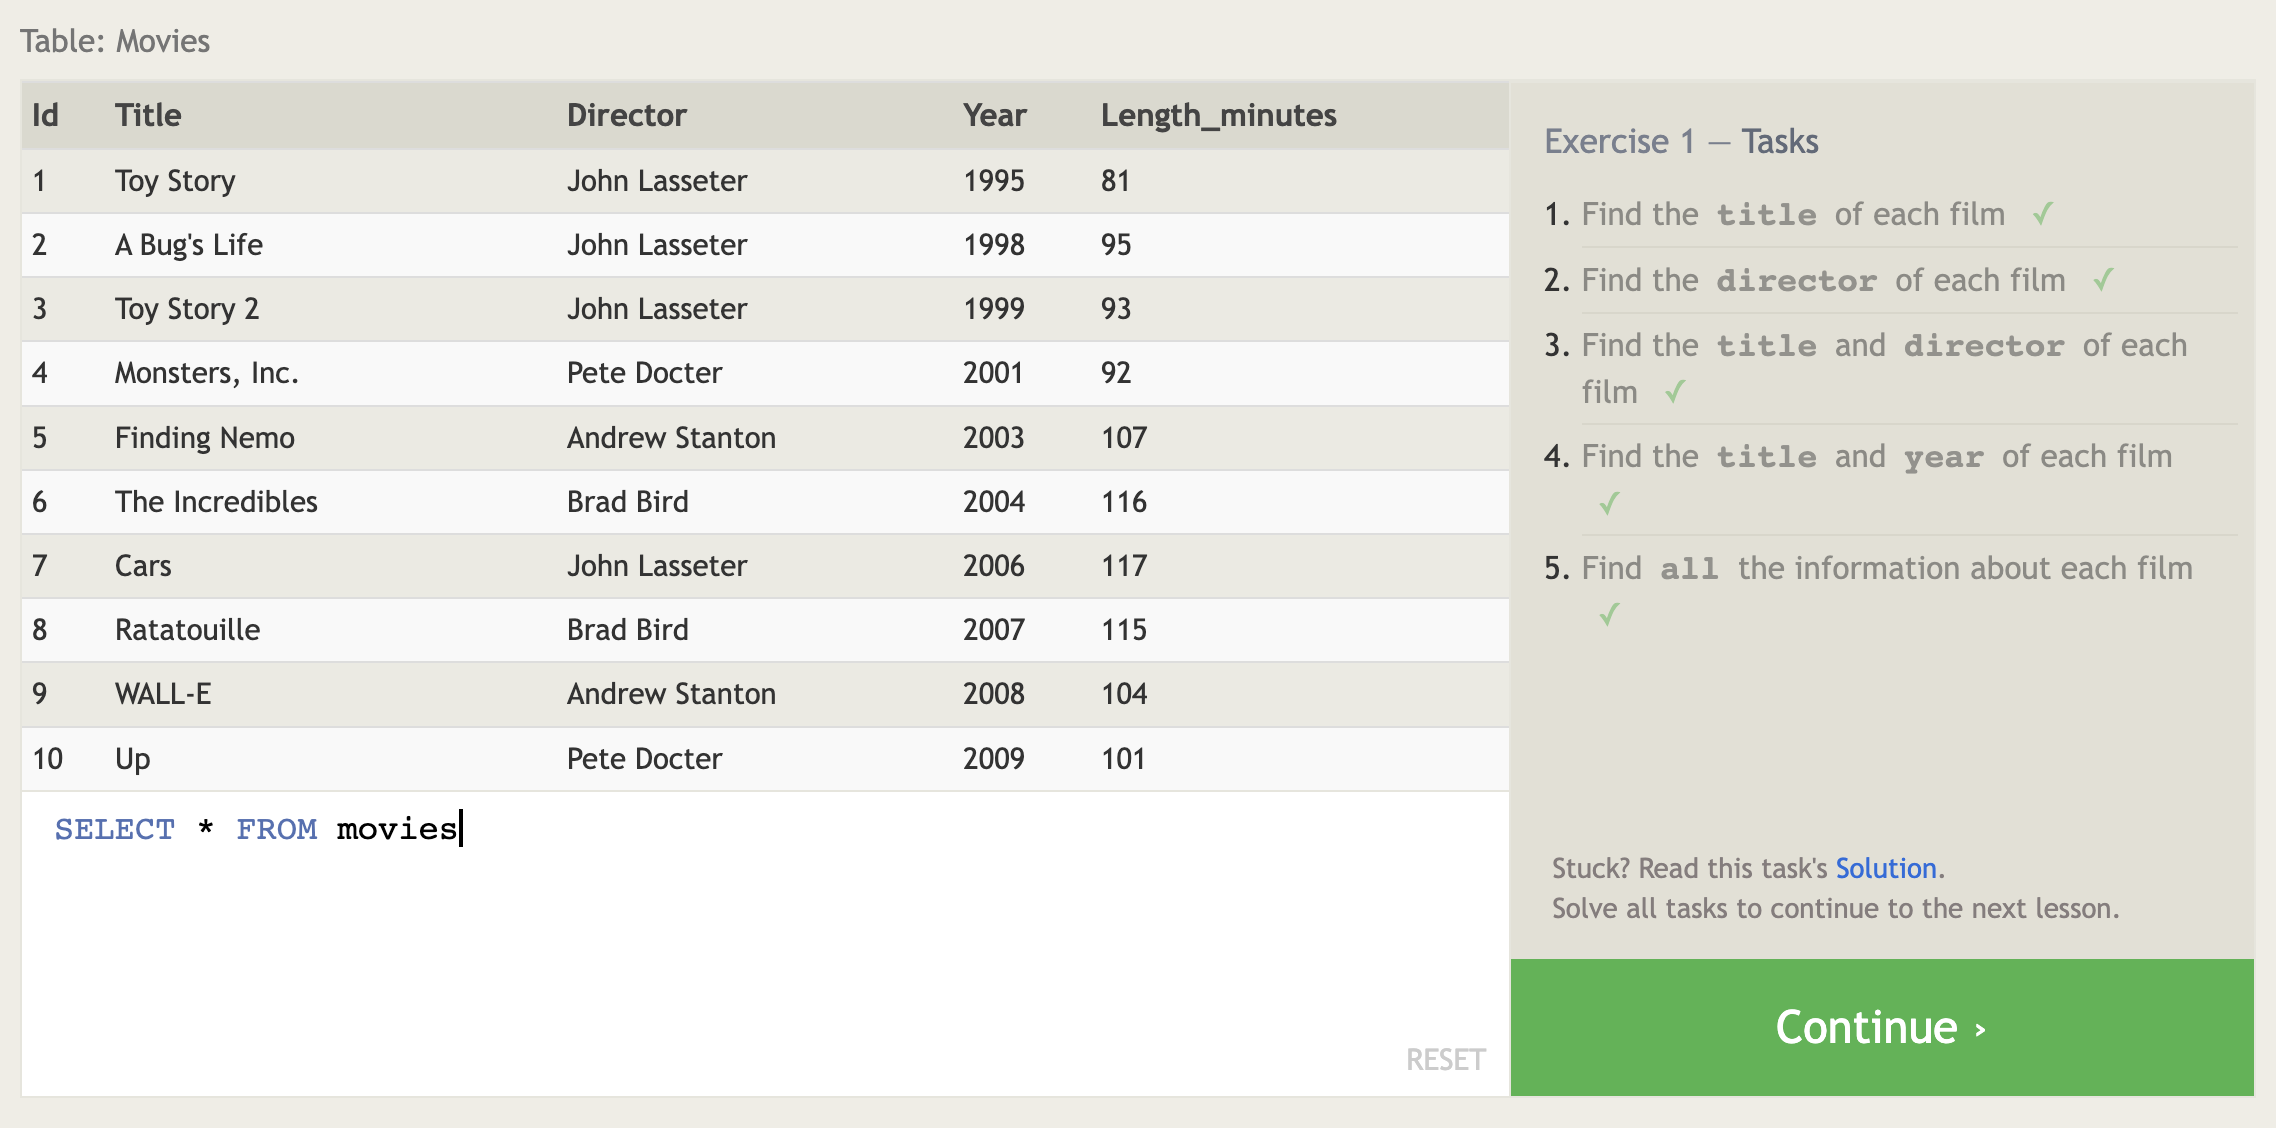 Table: Movies
Id Title Director Year Length_minutes
1 Toy Story John Lasseter 1995 81
2 A Bug's Life John Lasseter 1998 95
3 Toy Story 2 John Lasseter 1999 93
4 Monsters, Inc. Pete Docter 2001 92
5 Finding Nemo Andrew Stanton 2003 107
6 The Incredibles Brad Bird 2004 116
7 Cars John Lasseter 2006 117
8 Ratatouille Brad Bird 2007 115
9 WALL-E Andrew Stanton 2008 104
10 Up Pete Docter 2009 101
SELECT * FROM movies
RESET
Exercise 1 — Tasks
1. Find the title of each film ✓
2. Find the director of each film ✓
3. Find the title and director of each
film ✓
4. Find the title and year of each film
✓
5. Find all the information about each film
✓
Stuck? Read this task's Solution.
Solve all tasks to continue to the next lesson.
Continue ›